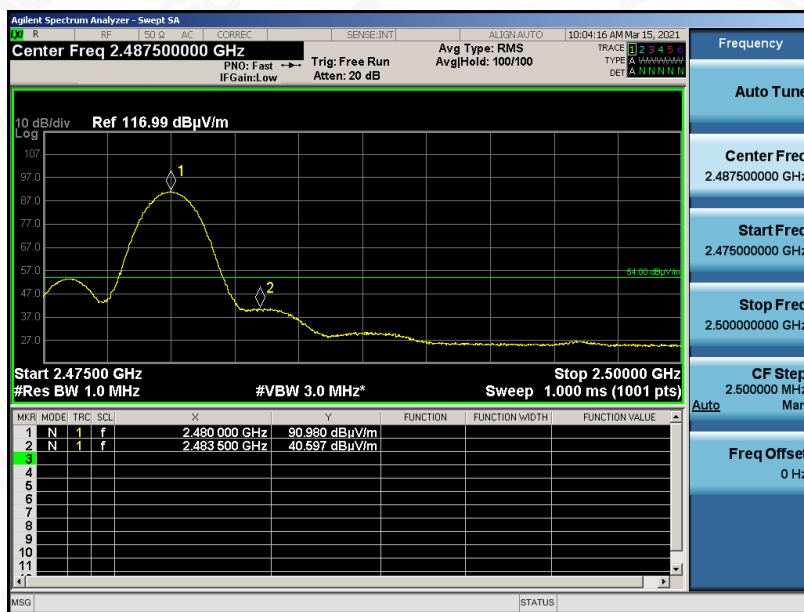 Agilent Spectrum Analyzer - Swept SA
LXI R RF 50 Ω AC CORREC SENSE:INT ALIGN AUTO 10:04:16 AM Mar 15, 2021
Center Freq 2.487500000 GHz
PNO: Fast
IFGain:Low
Trig: Free Run
Atten: 20 dB
Avg Type: RMS
Avg|Hold: 100/100
TRACE 1 2 3 4 5 6
TYPE A WWWWW
DET A N N N N N
10 dB/div Ref 116.99 dBµV/m
Log
107
97.0
87.0
77.0
67.0
57.0
47.0
37.0
27.0
1
2
54.00 dBµV/m
Start 2.47500 GHz Stop 2.50000 GHz
#Res BW 1.0 MHz #VBW 3.0 MHz* Sweep 1.000 ms (1001 pts)
MKR MODE TRC SCL X Y FUNCTION FUNCTION WIDTH FUNCTION VALUE
1 N 1 f 2.480 000 GHz 90.980 dBµV/m
2 N 1 f 2.483 500 GHz 40.597 dBµV/m
3
4
5
6
7
8
9
10
11
MSG STATUS
Frequency
Auto Tune
Center Freq
2.487500000 GHz
Start Freq
2.475000000 GHz
Stop Freq
2.500000000 GHz
CF Step
2.500000 MHz
Auto Man
Freq Offset
0 Hz